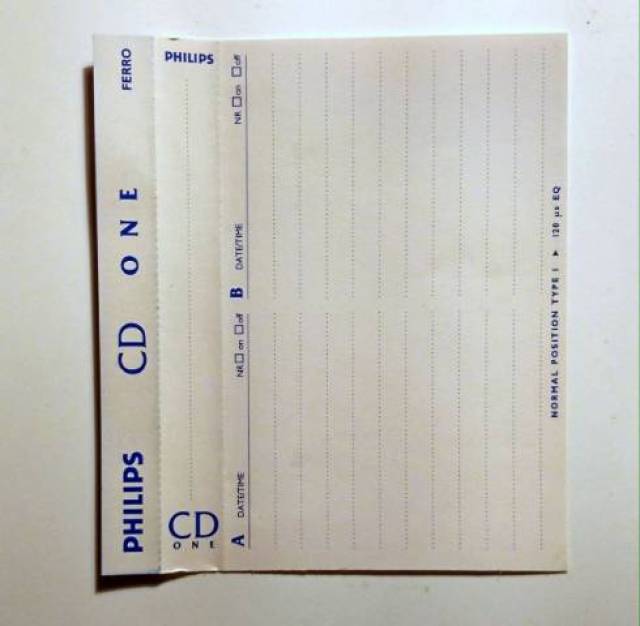 PHILIPS CD ONE FERRO
CD
ONE
PHILIPS
A DATE/TIME NR on off
B DATE/TIME NR on off
NORMAL POSITION TYPE I ▶ 120 µs EQ